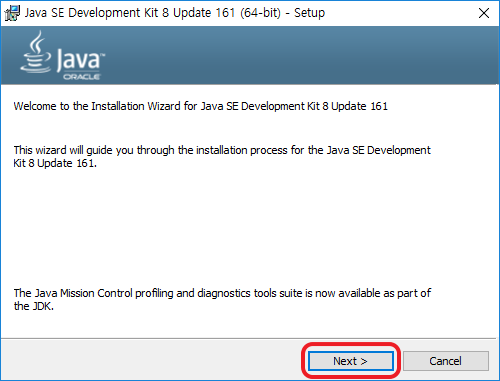 Java SE Development Kit 8 Update 161 (64-bit) - Setup
Java
ORACLE
Welcome to the Installation Wizard for Java SE Development Kit 8 Update 161
This wizard will guide you through the installation process for the Java SE Development
Kit 8 Update 161.
The Java Mission Control profiling and diagnostics tools suite is now available as part of
the JDK.
Next >
Cancel